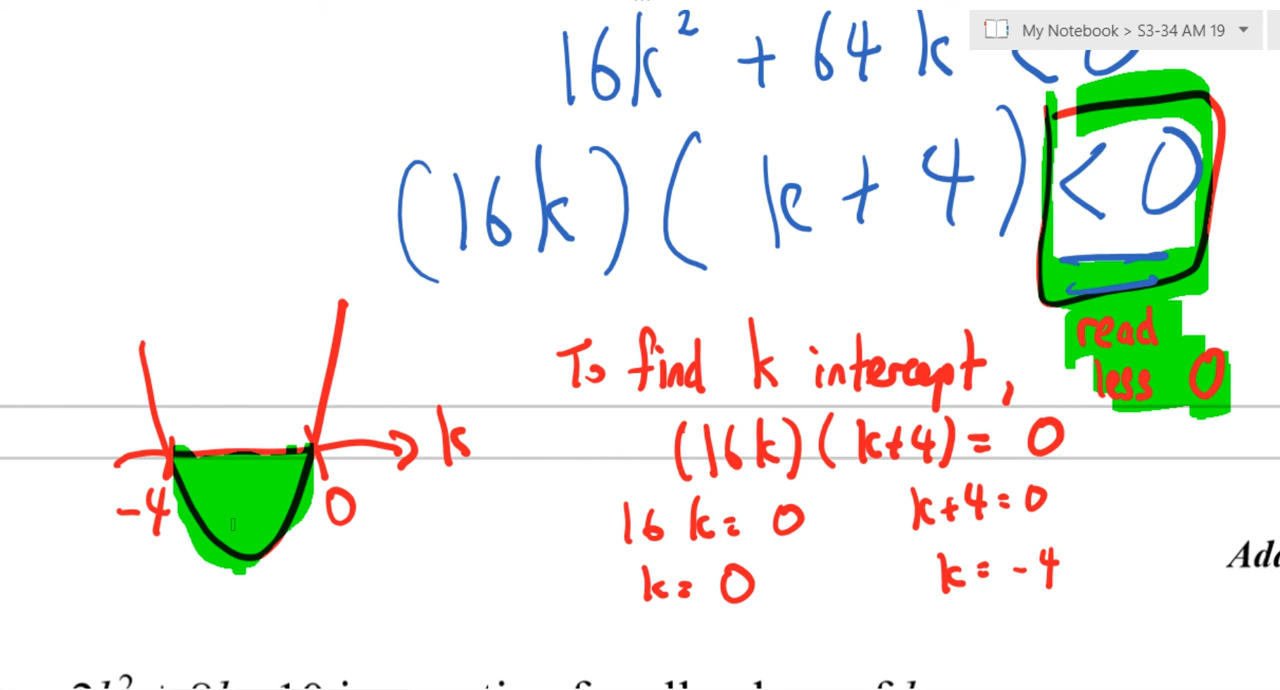 16k² + 64k < 0
My Notebook > S3-34 AM 19
(16k)(k + 4) < 0
read
less 0
To find k intercept,
(16k)(k+4) = 0
16k = 0 k+4 = 0
k = 0 k = -4
-4 0 k